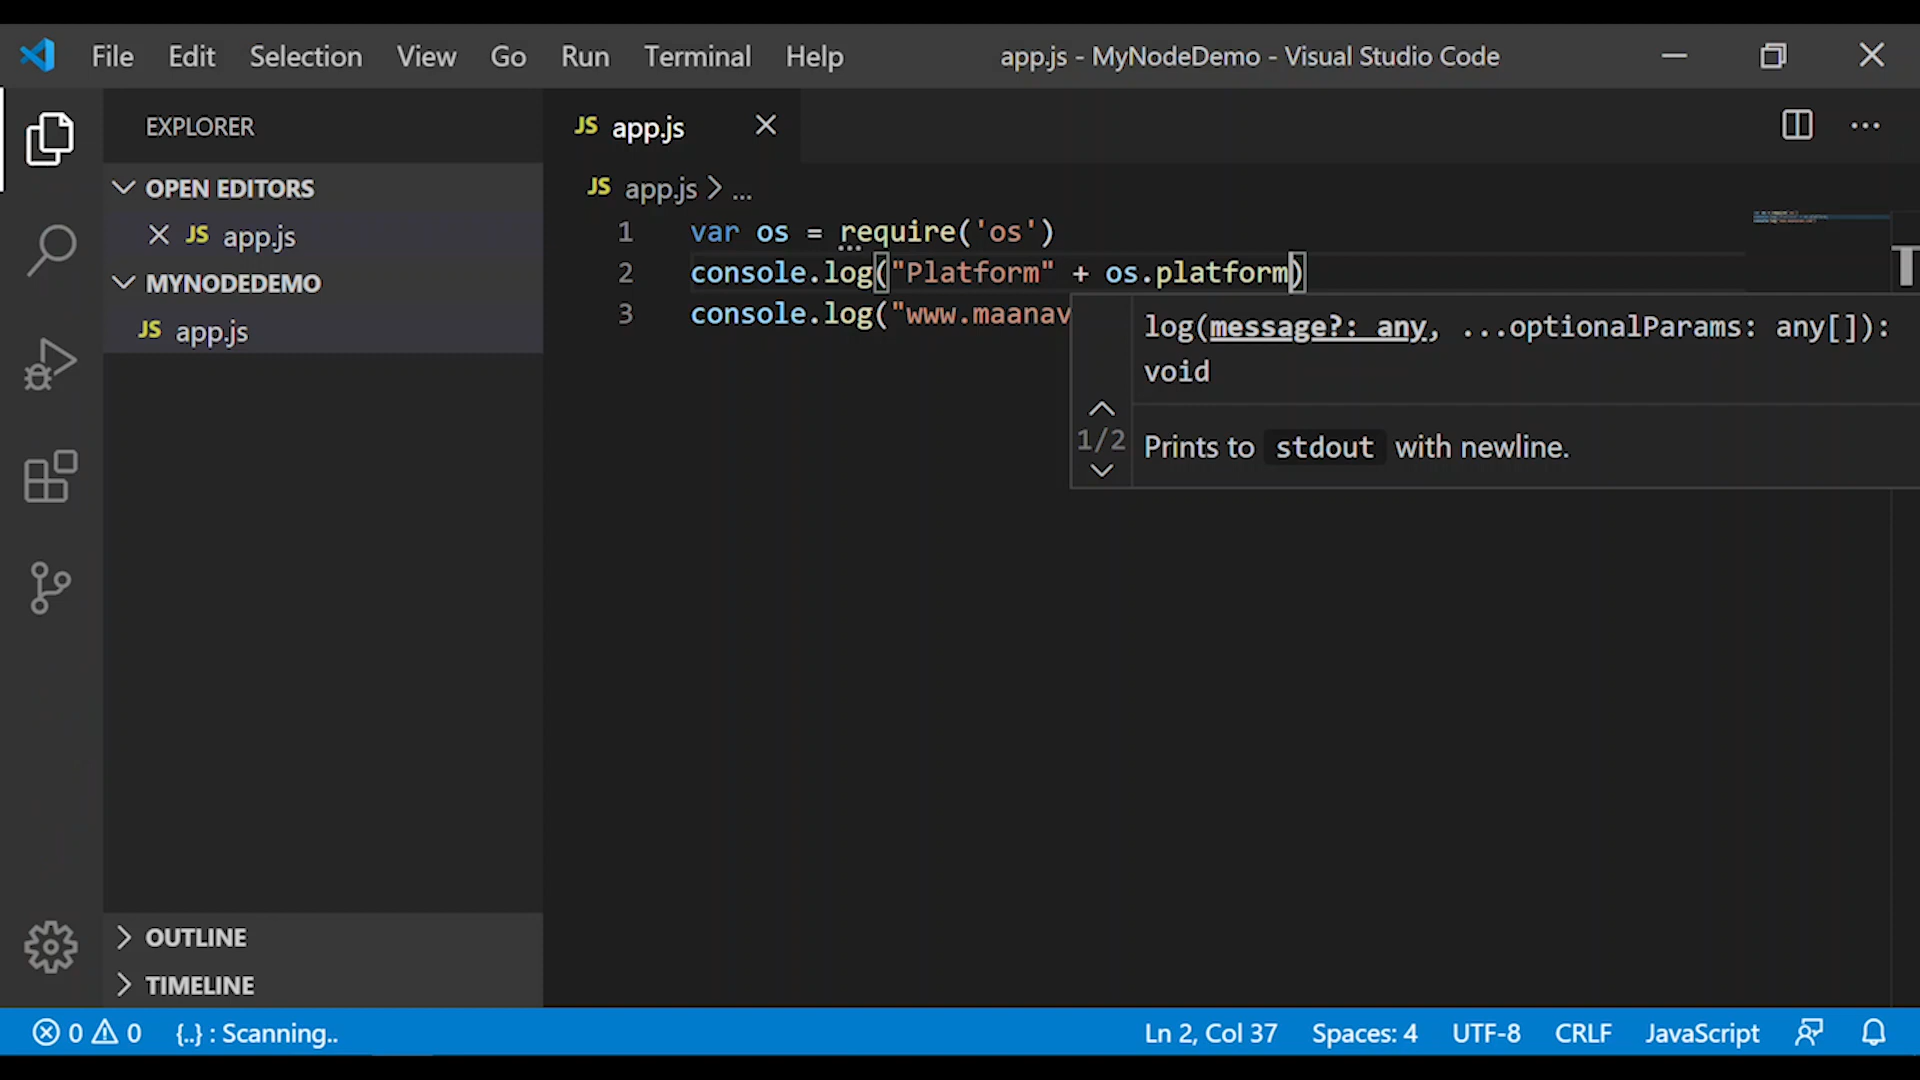 File Edit Selection View Go Run Terminal Help app.js - MyNodeDemo - Visual Studio Code
EXPLORER
OPEN EDITORS
JS app.js
MYNODEDEMO
JS app.js
OUTLINE
TIMELINE
JS app.js
JS app.js > ...
1 var os = require('os')
2 console.log("Platform" + os.platform)
3 console.log("www.maanav
log(message?: any, ...optionalParams: any[]):
void
1/2
Prints to stdout with newline.
0 0 {..} : Scanning.. Ln 2, Col 37 Spaces: 4 UTF-8 CRLF JavaScript